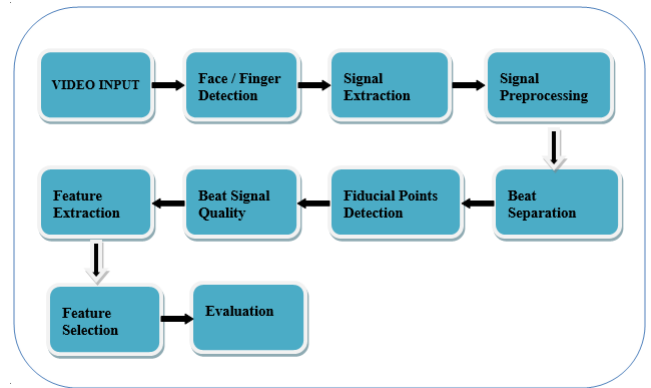 VIDEO INPUT
Face / Finger
Detection
Signal
Extraction
Signal
Preprocessing
Feature
Extraction
Beat Signal
Quality
Fiducial Points
Detection
Beat
Separation
Feature
Selection
Evaluation